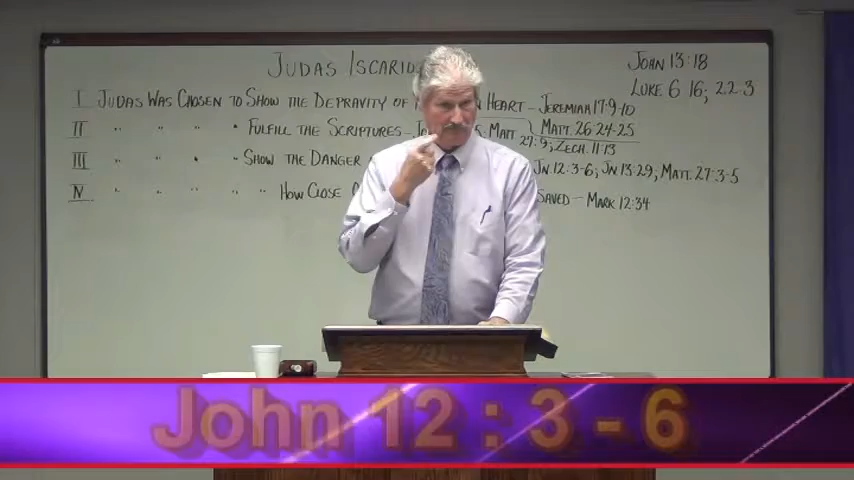 JUDAS ISCARIO
JOHN 13:18
LUKE 6 16; 22:3
I JUDAS WAS CHOSEN TO SHOW THE DEPRAVITY OF HEART - JEREMIAH 17:9-10
II " " " " FULFILL THE SCRIPTURES - MATT. 27:9; ZECH. 11:13 MATT. 26:24-25
III " " " SHOW THE DANGER JN 12:3-6; JN 13:29; MATT. 27:3-5
IV " " " " " HOW CLOSE SAVED - MARK 12:34
John 12 : 3 - 6